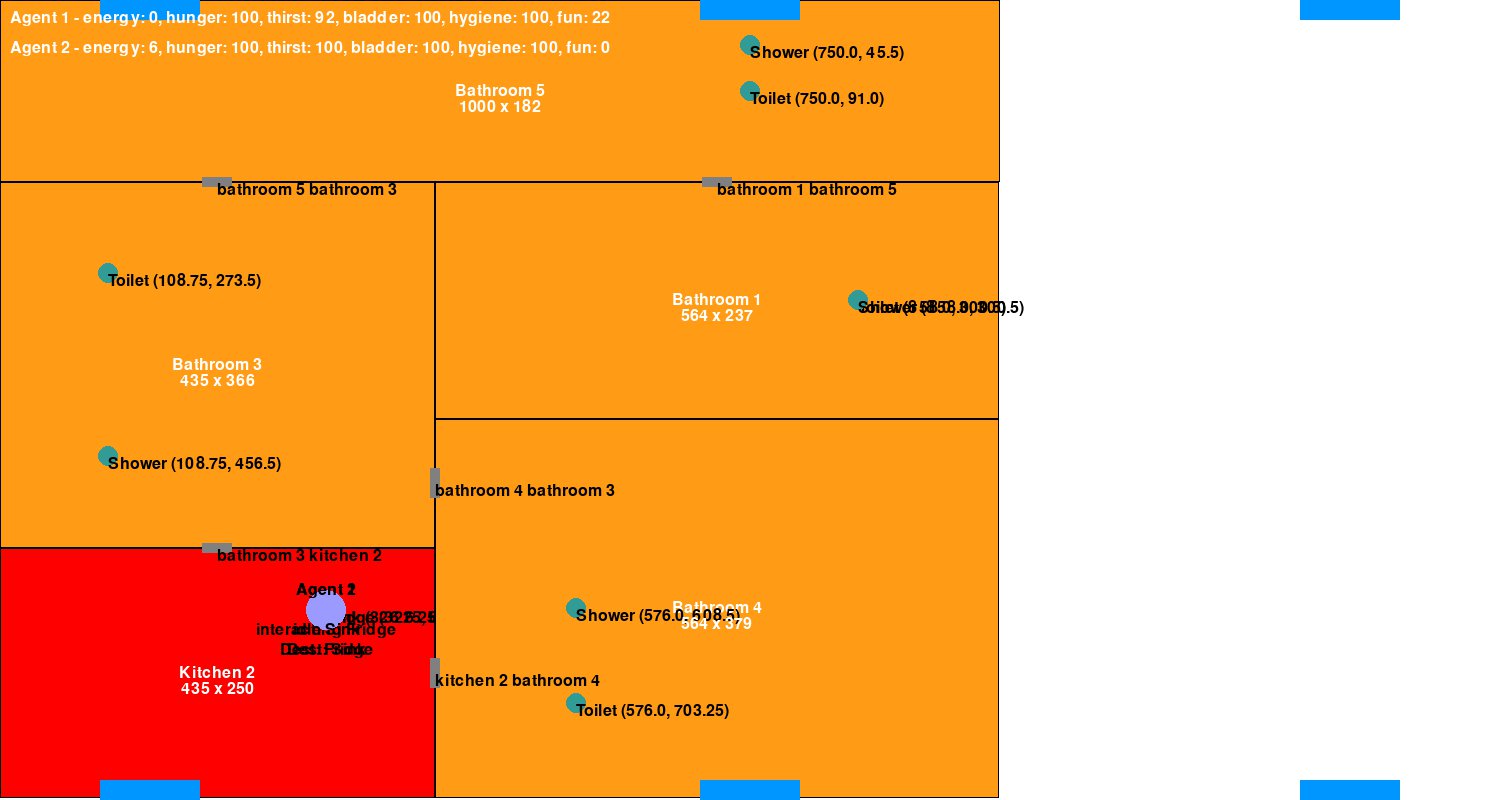 Agent 1 - energy: 0, hunger: 100, thirst: 92, bladder: 100, hygiene: 100, fun: 22
Agent 2 - energy: 6, hunger: 100, thirst: 100, bladder: 100, hygiene: 100, fun: 0
Shower (750.0, 45.5)
Bathroom 5
1000 x 182
Toilet (750.0, 91.0)
bathroom 5 bathroom 3
bathroom 1 bathroom 5
Toilet (108.75, 273.5)
Bathroom 1
564 x 237
Bathroom 3
435 x 366
Shower (108.75, 456.5)
bathroom 4 bathroom 3
bathroom 3 kitchen 2
Agent
Shower (576.0, 608.5)
Bathroom 4
564 x 379
Kitchen 2
435 x 250
kitchen 2 bathroom 4
Toilet (576.0, 703.25)